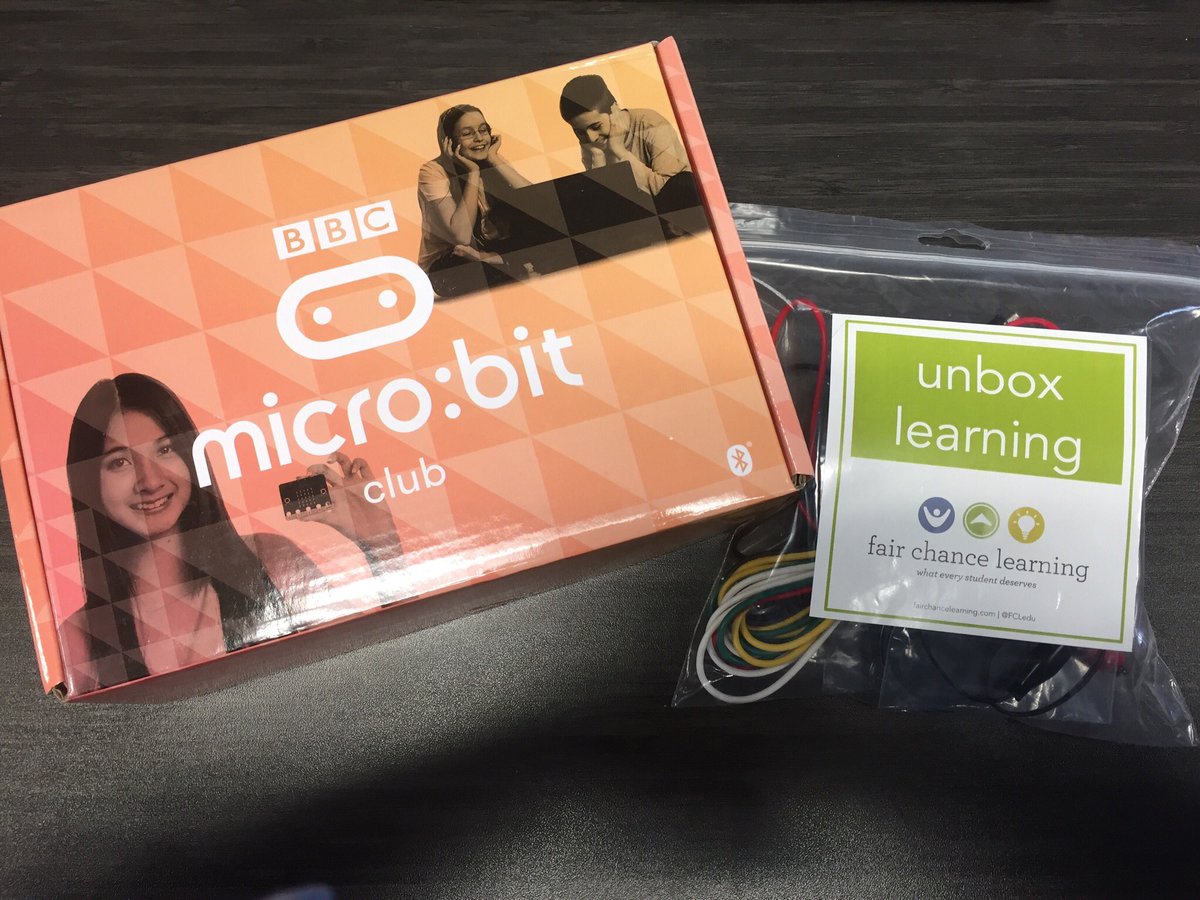 BBC
micro:bit
club
unbox
learning
fair chance learning
what every student deserves
fairchancelearning.com | @FCLedu